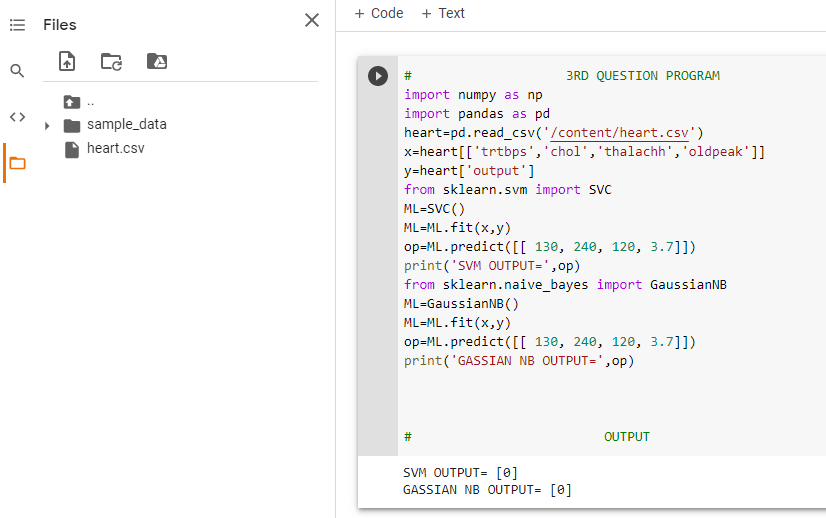 Files
..
sample_data
heart.csv
+ Code + Text
# 3RD QUESTION PROGRAM
import numpy as np
import pandas as pd
heart=pd.read_csv('/content/heart.csv')
x=heart[['trtbps','chol','thalachh','oldpeak']]
y=heart['output']
from sklearn.svm import SVC
ML=SVC()
ML=ML.fit(x,y)
op=ML.predict([[ 130, 240, 120, 3.7]])
print('SVM OUTPUT=',op)
from sklearn.naive_bayes import GaussianNB
ML=GaussianNB()
ML=ML.fit(x,y)
op=ML.predict([[ 130, 240, 120, 3.7]])
print('GASSIAN NB OUTPUT=',op)
# OUTPUT
SVM OUTPUT= [0]
GASSIAN NB OUTPUT= [0]